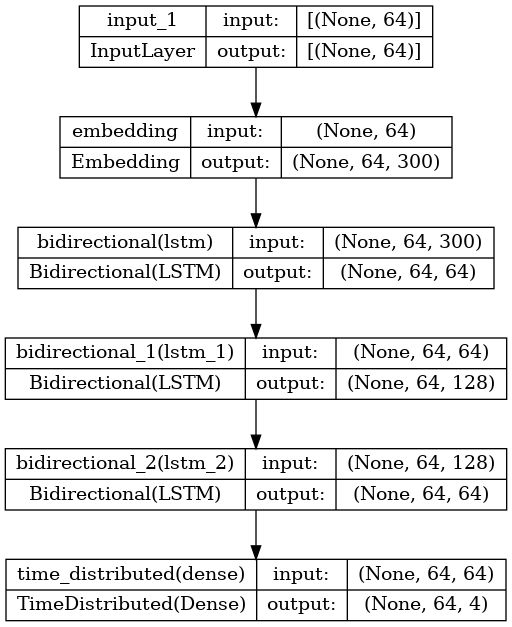 input_1 input: [(None, 64)]
InputLayer output: [(None, 64)]
embedding input: (None, 64)
Embedding output: (None, 64, 300)
bidirectional(lstm) input: (None, 64, 300)
Bidirectional(LSTM) output: (None, 64, 64)
bidirectional_1(lstm_1) input: (None, 64, 64)
Bidirectional(LSTM) output: (None, 64, 128)
bidirectional_2(lstm_2) input: (None, 64, 128)
Bidirectional(LSTM) output: (None, 64, 64)
time_distributed(dense) input: (None, 64, 64)
TimeDistributed(Dense) output: (None, 64, 4)